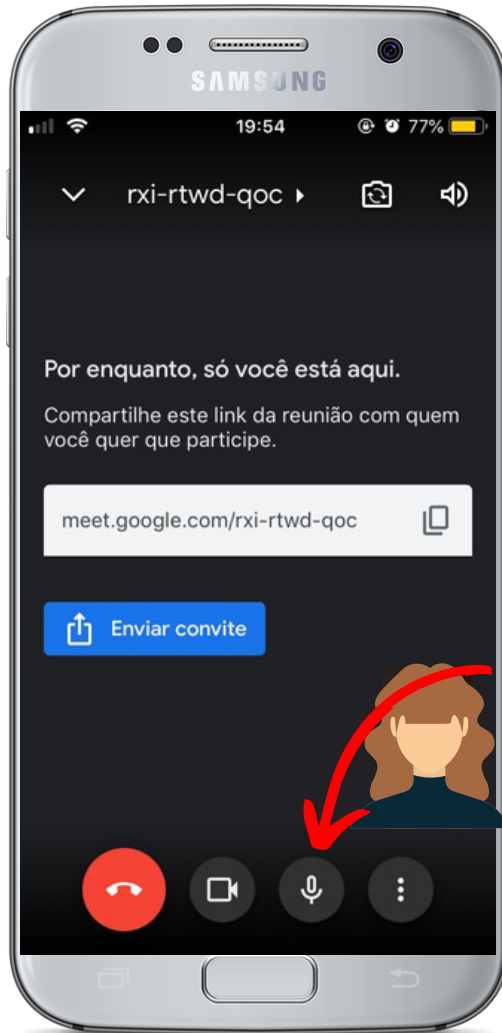 SAMSUNG
19:54 77%
rxi-rtwd-qoc
Por enquanto, só você está aqui.
Compartilhe este link da reunião com quem
você quer que participe.
meet.google.com/rxi-rtwd-qoc
Enviar convite